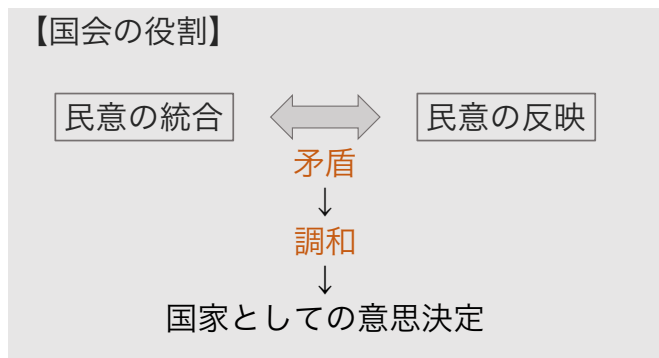 【国会の役割】
民意の統合 民意の反映
矛盾
↓
調和
↓
国家としての意思決定